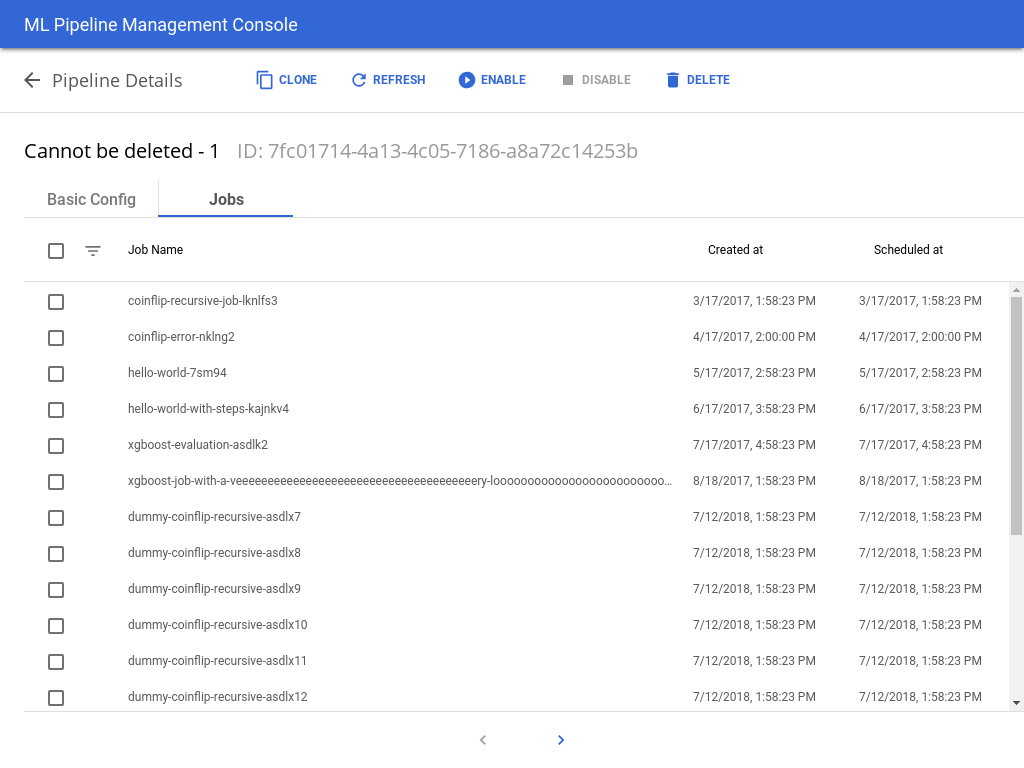 ML Pipeline Management Console
Pipeline Details CLONE REFRESH ENABLE DISABLE DELETE
Cannot be deleted - 1 ID: 7fc01714-4a13-4c05-7186-a8a72c14253b
Basic Config Jobs
Job Name Created at Scheduled at
coinflip-recursive-job-lknlfs3 3/17/2017, 1:58:23 PM 3/17/2017, 1:58:23 PM
coinflip-error-nklng2 4/17/2017, 2:00:00 PM 4/17/2017, 2:00:00 PM
hello-world-7sm94 5/17/2017, 2:58:23 PM 5/17/2017, 2:58:23 PM
hello-world-with-steps-kajnkv4 6/17/2017, 3:58:23 PM 6/17/2017, 3:58:23 PM
xgboost-evaluation-asdlk2 7/17/2017, 4:58:23 PM 7/17/2017, 4:58:23 PM
xgboost-job-with-a-veeeeeeeeeeeeeeeeeeeeeeeeeeeeeeeeeeeeeeery-looooooooooooooooooooooooo... 8/18/2017, 1:58:23 PM 8/18/2017, 1:58:23 PM
dummy-coinflip-recursive-asdlx7 7/12/2018, 1:58:23 PM 7/12/2018, 1:58:23 PM
dummy-coinflip-recursive-asdlx8 7/12/2018, 1:58:23 PM 7/12/2018, 1:58:23 PM
dummy-coinflip-recursive-asdlx9 7/12/2018, 1:58:23 PM 7/12/2018, 1:58:23 PM
dummy-coinflip-recursive-asdlx10 7/12/2018, 1:58:23 PM 7/12/2018, 1:58:23 PM
dummy-coinflip-recursive-asdlx11 7/12/2018, 1:58:23 PM 7/12/2018, 1:58:23 PM
dummy-coinflip-recursive-asdlx12 7/12/2018, 1:58:23 PM 7/12/2018, 1:58:23 PM